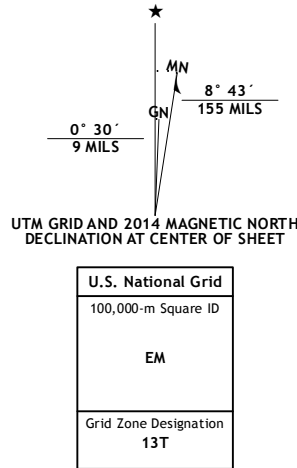 ★
MN
GN
8° 43´
155 MILS
0° 30´
9 MILS
UTM GRID AND 2014 MAGNETIC NORTH
DECLINATION AT CENTER OF SHEET
U.S. National Grid
100,000-m Square ID
EM
Grid Zone Designation
13T